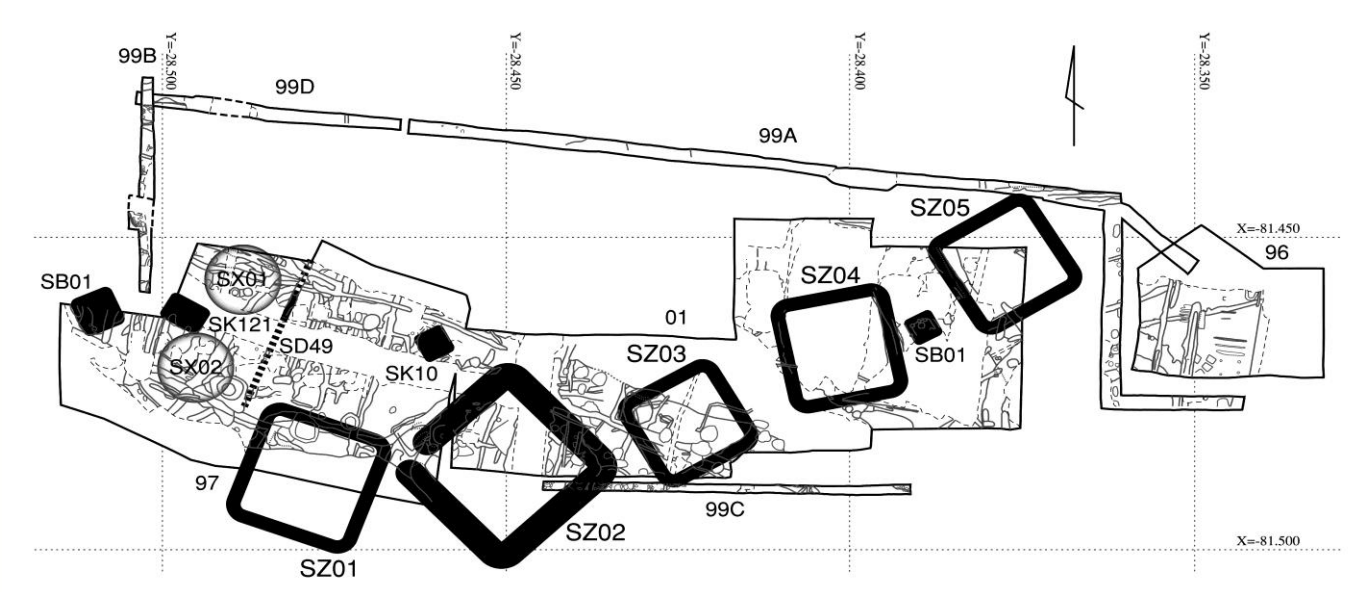 99B
Y=-28.500
99D
Y=-28.450
99A
Y=-28.400
Y=-28.350
SZ05
X=-81.450
96
SB01
SX01
SZ04
SK121
01
SD49
SZ03
SB01
SX02
SK10
97
99C
SZ02
X=-81.500
SZ01